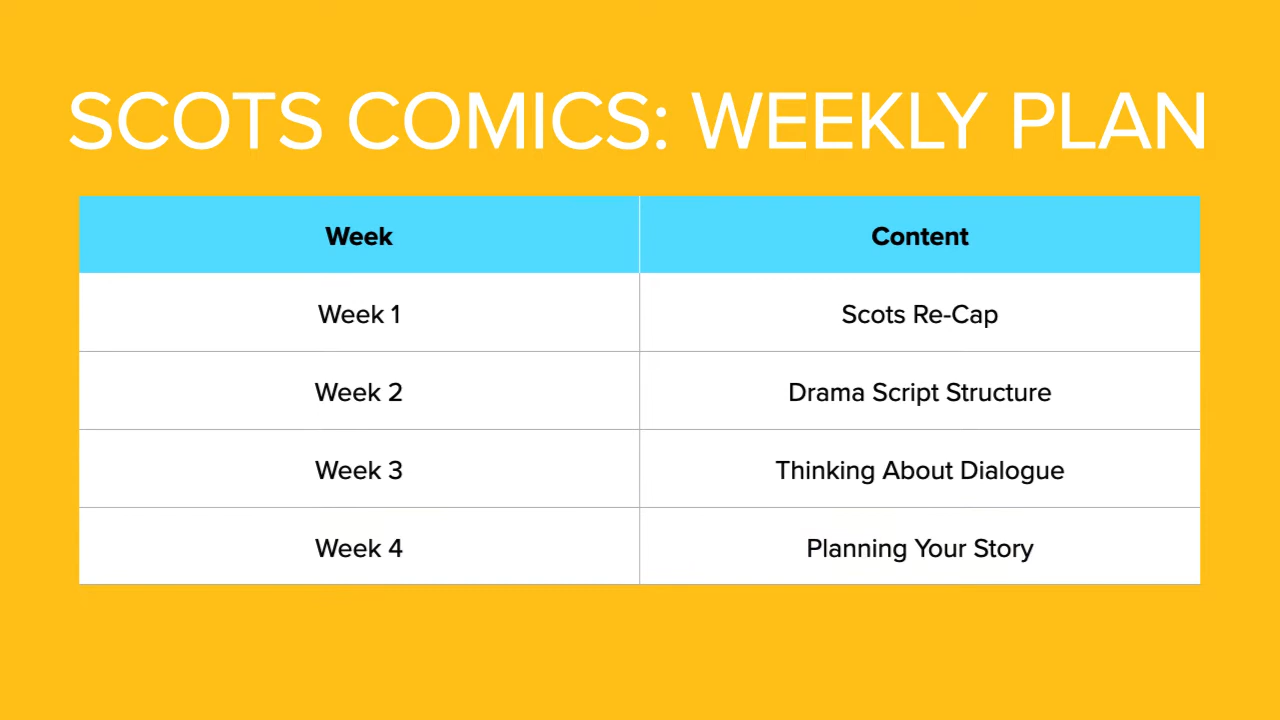 SCOTS COMICS: WEEKLY PLAN
Week Content
Week 1 Scots Re-Cap
Week 2 Drama Script Structure
Week 3 Thinking About Dialogue
Week 4 Planning Your Story